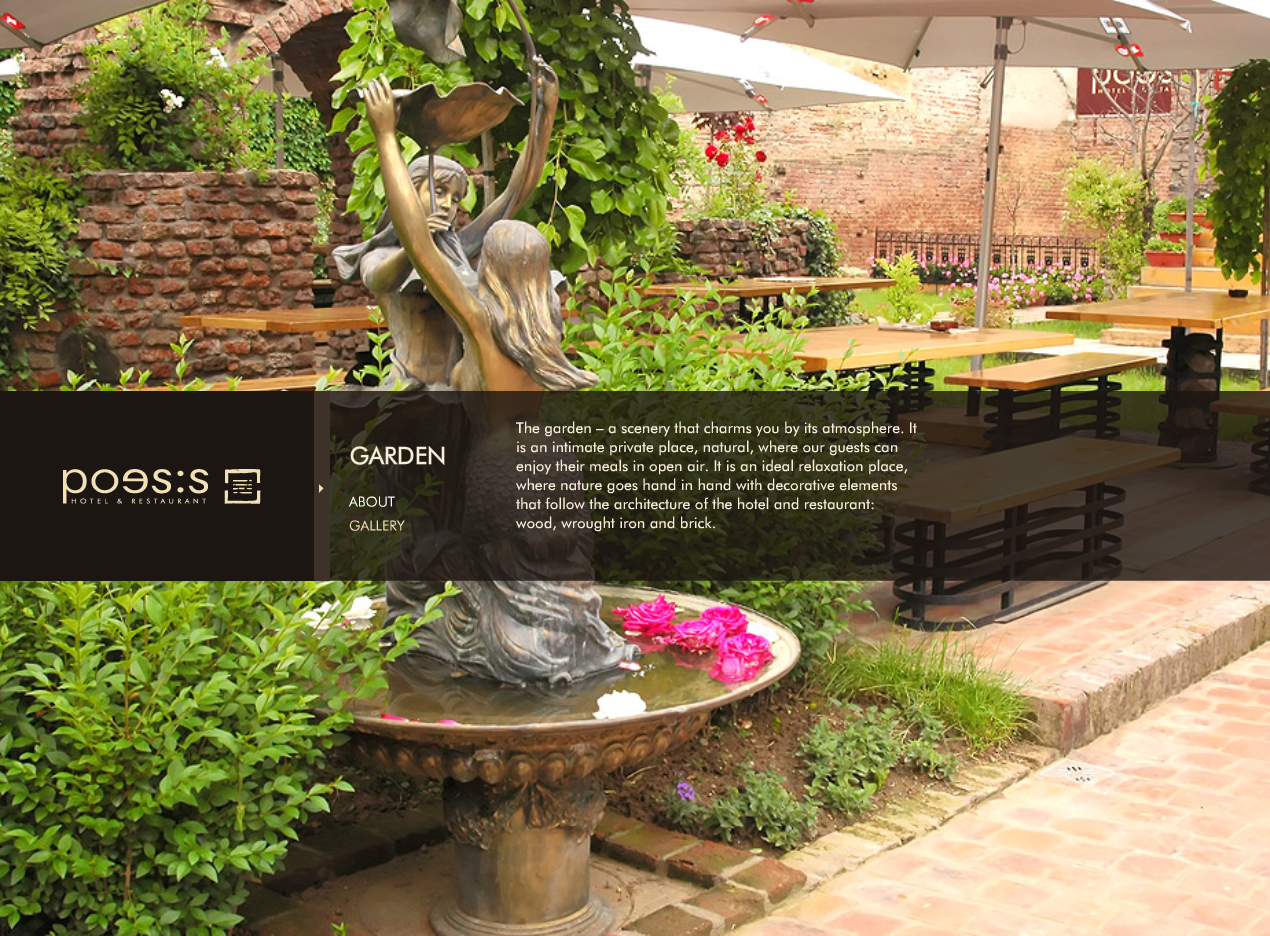 poes:s
HOTEL & RESTAURANT
GARDEN
ABOUT
GALLERY
The garden – a scenery that charms you by its atmosphere. It
is an intimate private place, natural, where our guests can
enjoy their meals in open air. It is an ideal relaxation place,
where nature goes hand in hand with decorative elements
that follow the architecture of the hotel and restaurant:
wood, wrought iron and brick.